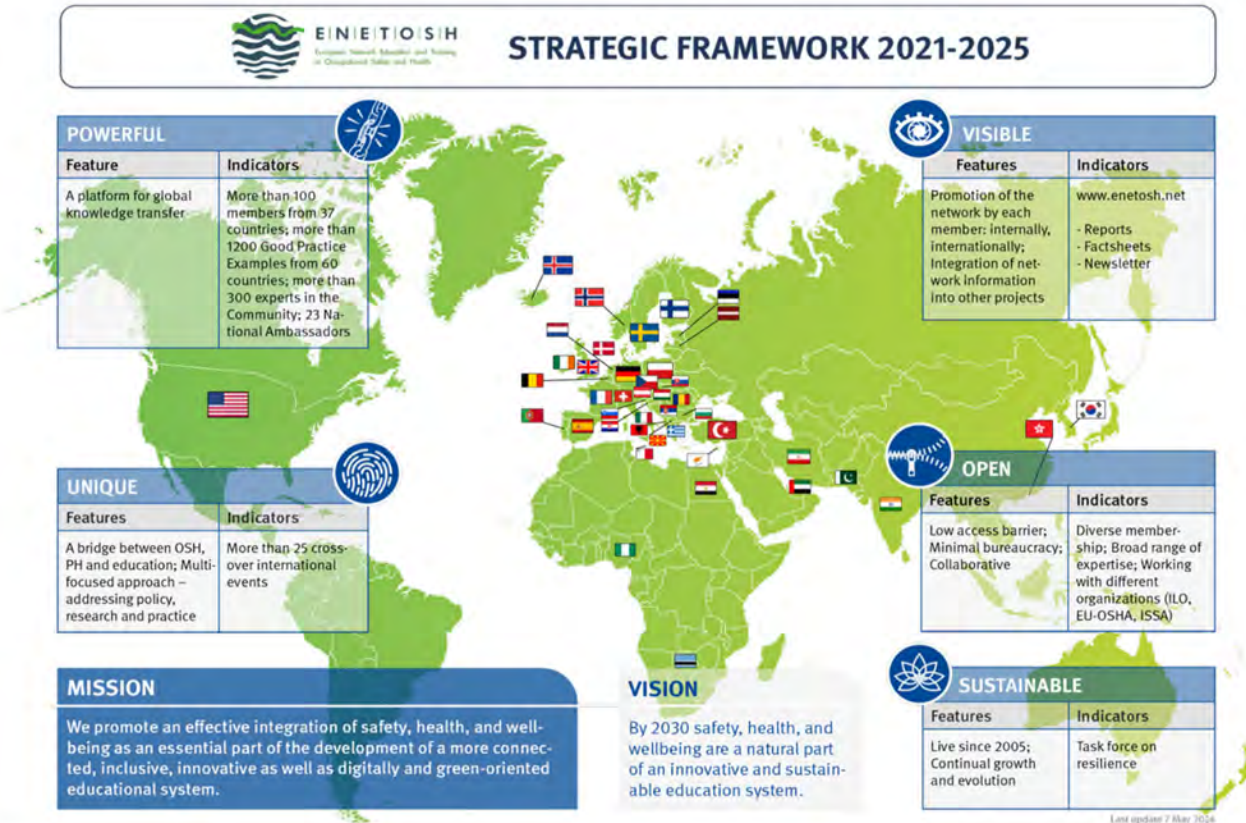 E|N|E|T|O|S|H
European Network Education and Training
in Occupational Safety and Health
STRATEGIC FRAMEWORK 2021-2025
POWERFUL
Feature
Indicators
A platform for global
knowledge transfer
More than 100
members from 37
countries; more than
1200 Good Practice
Examples from 60
countries; more than
300 experts in the
Community; 23 Na-
tional Ambassadors
VISIBLE
Features
Indicators
Promotion of the
network by each
member: internally,
internationally;
Integration of net-
work information
into other projects
www.enetosh.net
- Reports
- Factsheets
- Newsletter
UNIQUE
Features
Indicators
A bridge between OSH,
PH and education; Multi-
focused approach –
addressing policy,
research and practice
More than 25 cross-
over international
events
OPEN
Features
Indicators
Low access barrier;
Minimal bureaucracy;
Collaborative
Diverse member-
ship; Broad range of
expertise; Working
with different
organizations (ILO,
EU-OSHA, ISSA)
MISSION
We promote an effective integration of safety, health, and well-
being as an essential part of the development of a more connec-
ted, inclusive, innovative as well as digitally and green-oriented
educational system.
VISION
By 2030 safety, health, and
wellbeing are a natural part
of an innovative and sustain-
able education system.
SUSTAINABLE
Features
Indicators
Live since 2005;
Continual growth
and evolution
Task force on
resilience
Last update 7 May 2024